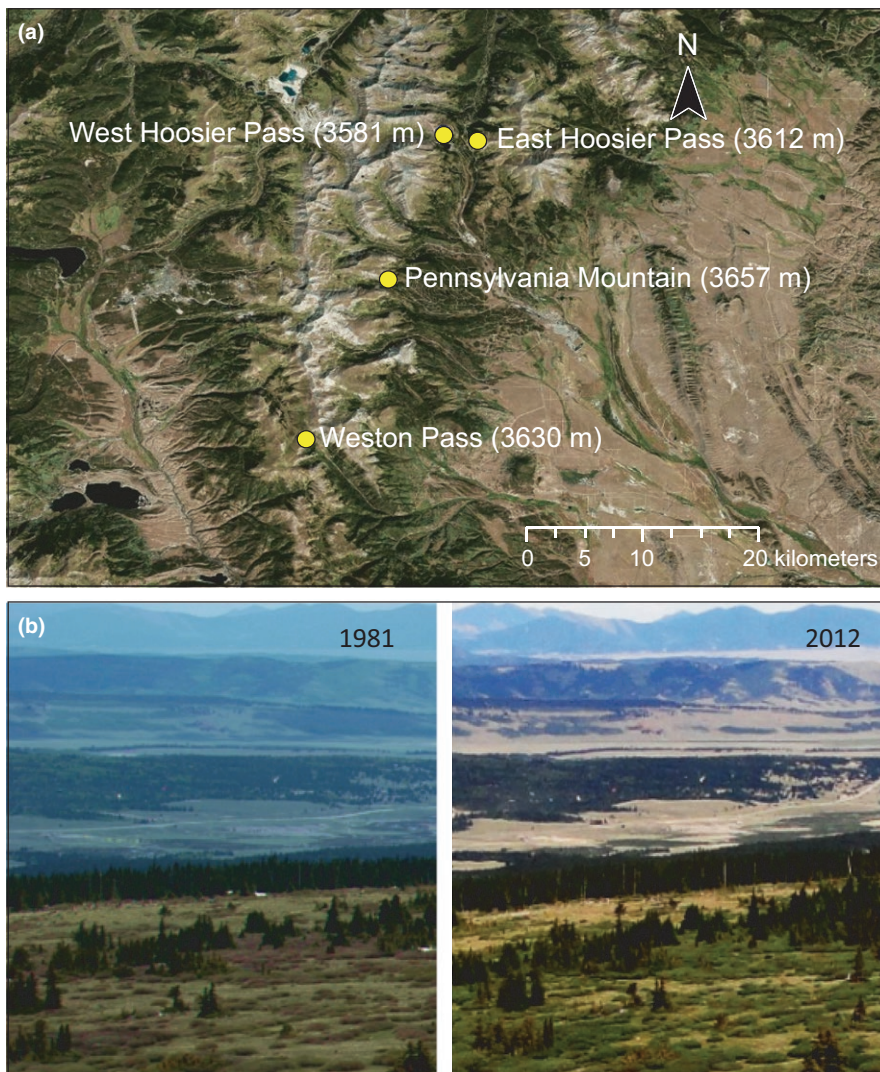 (a)
N
West Hoosier Pass (3581 m)
East Hoosier Pass (3612 m)
Pennsylvania Mountain (3657 m)
Weston Pass (3630 m)
0 5 10 20 kilometers
(b)
1981
2012